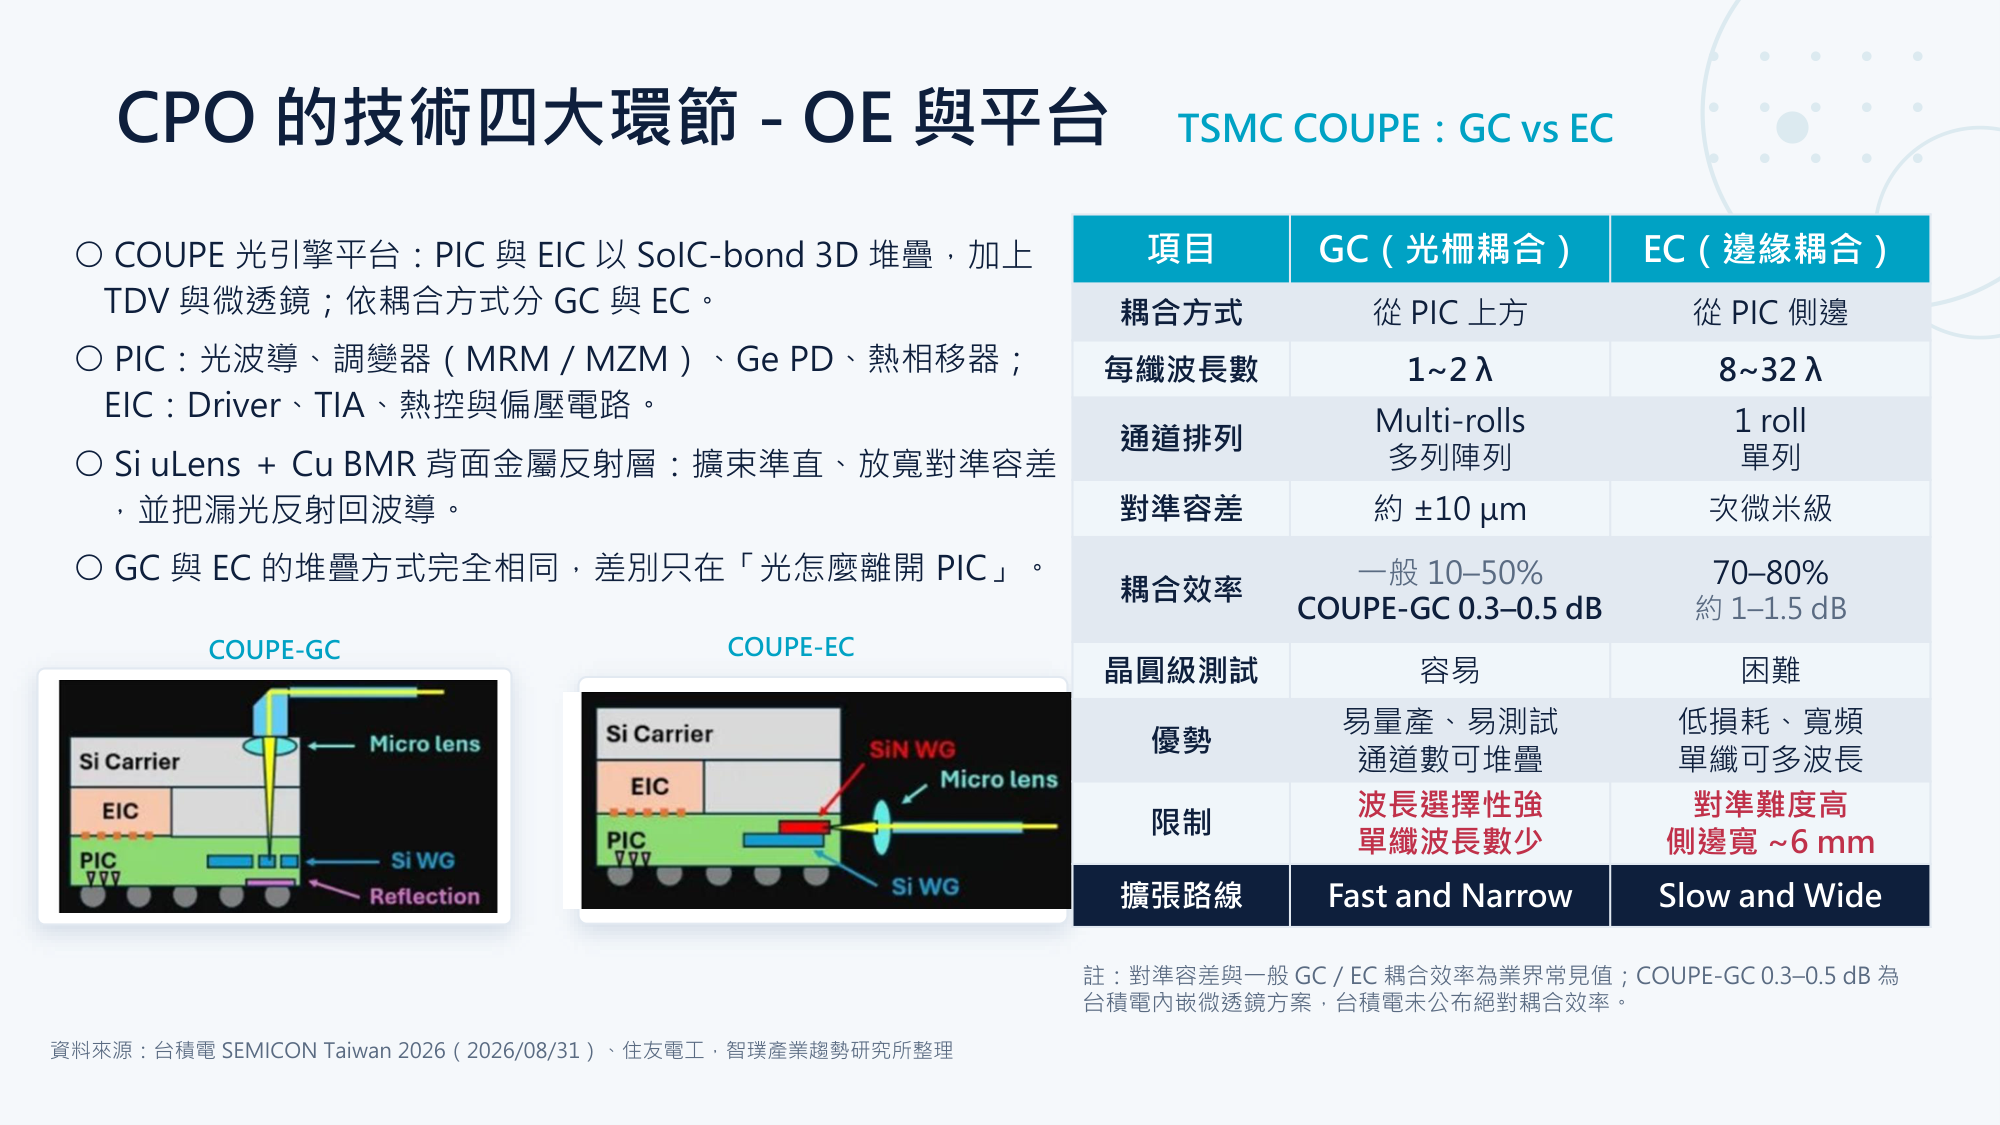 CPO 的技術四大環節 - OE 與平台
TSMC COUPE：GC vs EC
○ COUPE 光引擎平台：PIC 與 EIC 以 SoIC-bond 3D 堆疊，加上
TDV 與微透鏡；依耦合方式分 GC 與 EC。
○ PIC：光波導、調變器（MRM / MZM）、Ge PD、熱相移器；
EIC：Driver、TIA、熱控與偏壓電路。
○ Si uLens + Cu BMR 背面金屬反射層：擴束準直、放寬對準容差
，並把漏光反射回波導。
○ GC 與 EC 的堆疊方式完全相同，差別只在「光怎麼離開 PIC」。
COUPE-GC
Si Carrier
EIC
PIC
Micro lens
Si WG
Reflection
COUPE-EC
Si Carrier
EIC
PIC
SiN WG
Micro lens
Si WG
項目 GC（光柵耦合） EC（邊緣耦合）
耦合方式 從 PIC 上方 從 PIC 側邊
每纖波長數 1~2 λ 8~32 λ
通道排列 Multi-rolls 1 roll
多列陣列 單列
對準容差 約 ±10 μm 次微米級
耦合效率 一般 10–50% 70–80%
COUPE-GC 0.3–0.5 dB 約 1–1.5 dB
晶圓級測試 容易 困難
優勢 易量產、易測試 低損耗、寬頻
通道數可堆疊 單纖可多波長
限制 波長選擇性強 對準難度高
單纖波長數少 側邊寬 ~6 mm
擴張路線 Fast and Narrow Slow and Wide
註：對準容差與一般 GC / EC 耦合效率為業界常見值；COUPE-GC 0.3–0.5 dB 為
台積電內嵌微透鏡方案，台積電未公布絕對耦合效率。
資料來源：台積電 SEMICON Taiwan 2026（2026/08/31）、住友電工，智璞產業趨勢研究所整理